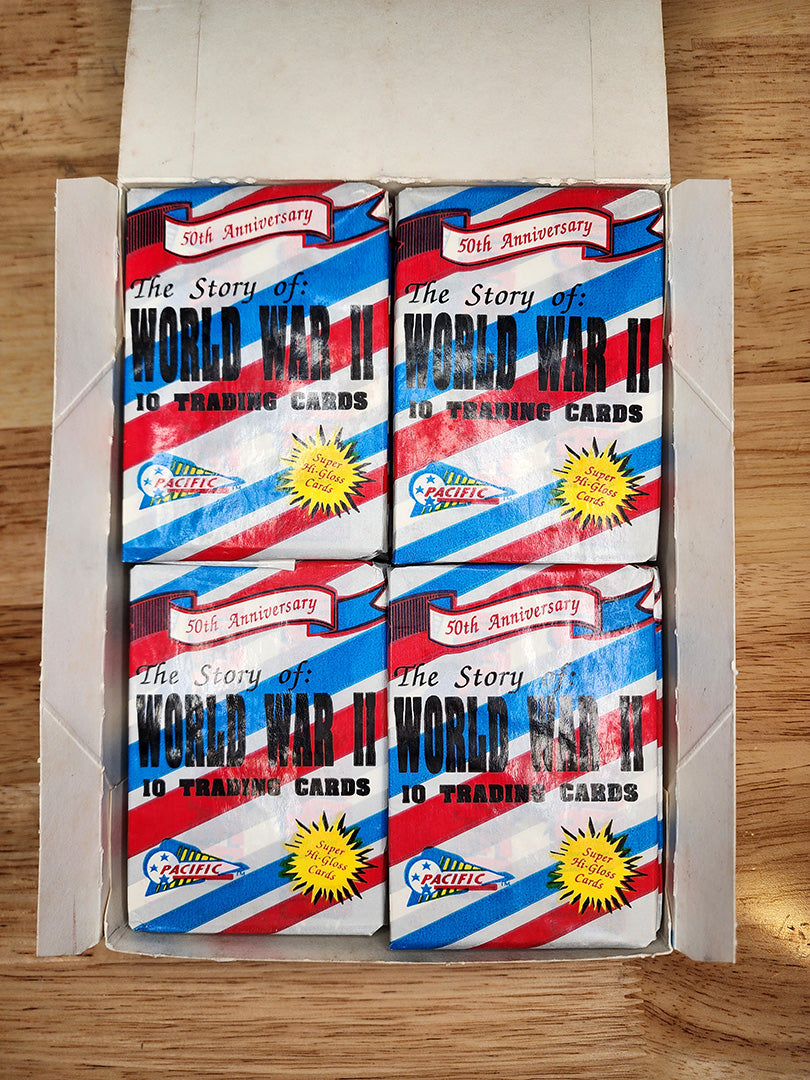 50th Anniversary
The Story of:
WORLD WAR II
10 TRADING CARDS
PACIFIC
Super
Hi-Gloss
Cards
50th Anniversary
The Story of:
WORLD WAR II
10 TRADING CARDS
PACIFIC
Super
Hi-Gloss
Cards
50th Anniversary
The Story of:
WORLD WAR II
10 TRADING CARDS
PACIFIC TM
Super
Hi-Gloss
Cards
50th Anniversary
The Story of:
WORLD WAR II
10 TRADING CARDS
PACIFIC TM
Super
Hi-Gloss
Cards